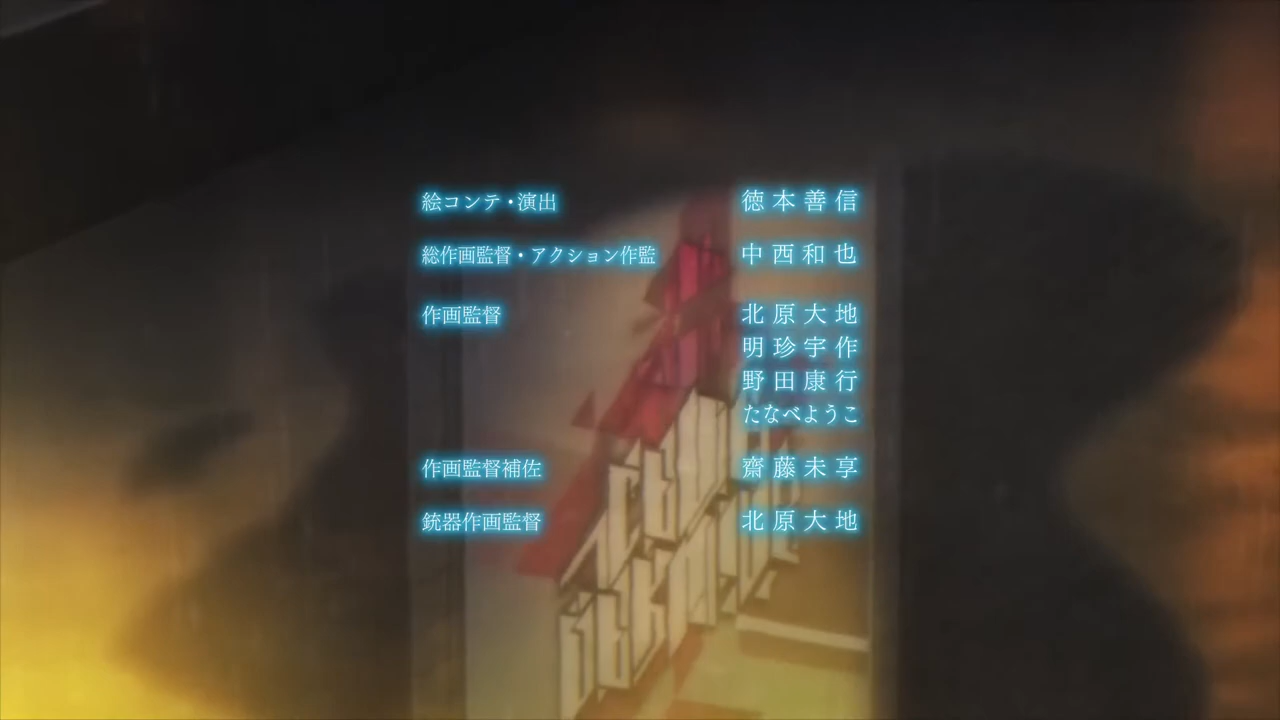 絵コンテ・演出 徳本善信
総作画監督・アクション作監 中西和也
作画監督 北原大地
明珍宇作
野田康行
たなべようこ
作画監督補佐 齋藤未享
銃器作画監督 北原大地